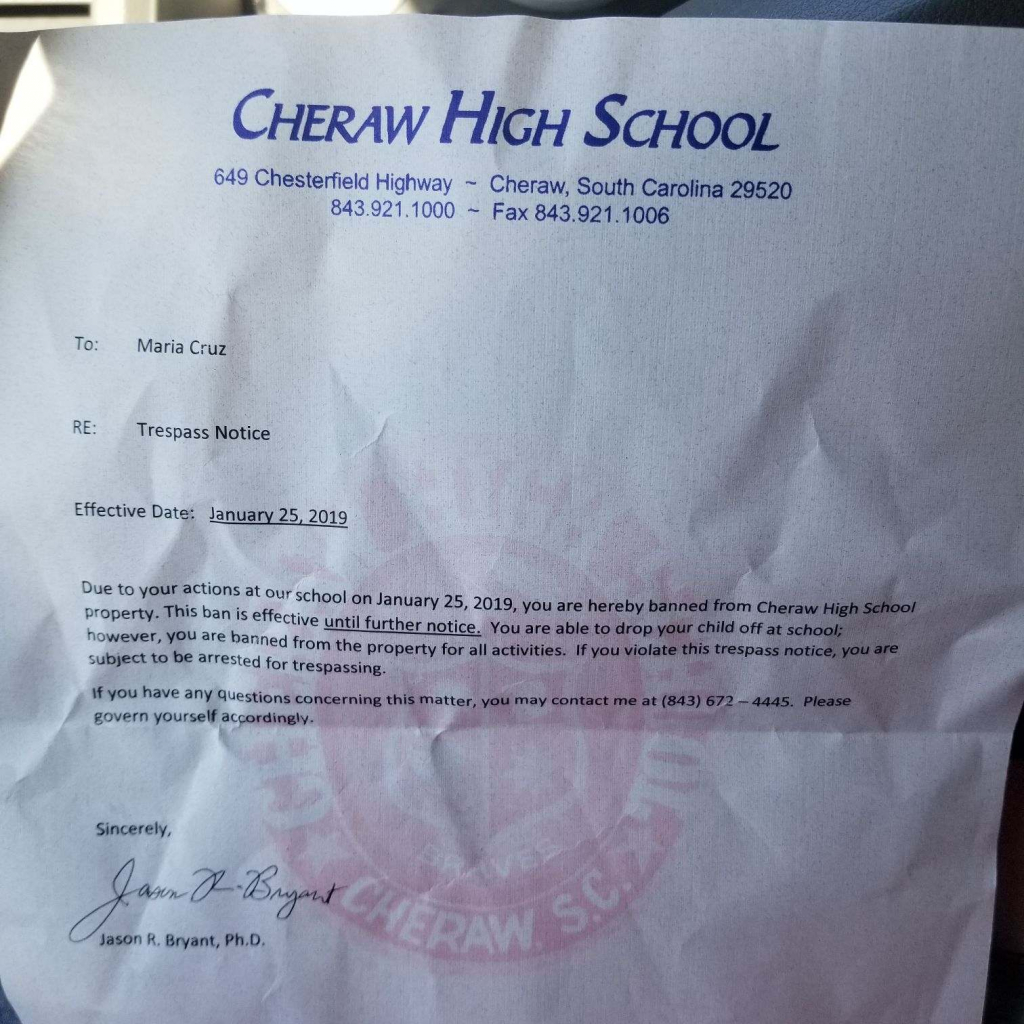 CHERAW HIGH SCHOOL
649 Chesterfield Highway ~ Cheraw, South Carolina 29520
843.921.1000 ~ Fax 843.921.1006
To: Maria Cruz
RE: Trespass Notice
Effective Date: January 25, 2019
Due to your actions at our school on January 25, 2019, you are hereby banned from Cheraw High School
property. This ban is effective until further notice. You are able to drop your child off at school;
however, you are banned from the property for all activities. If you violate this trespass notice, you are
subject to be arrested for trespassing.
If you have any questions concerning this matter, you may contact me at (843) 672 – 4445. Please
govern yourself accordingly.
Sincerely,
Jason R. Bryant
Jason R. Bryant, Ph.D.
BRAVES
CHERAW, S.C.